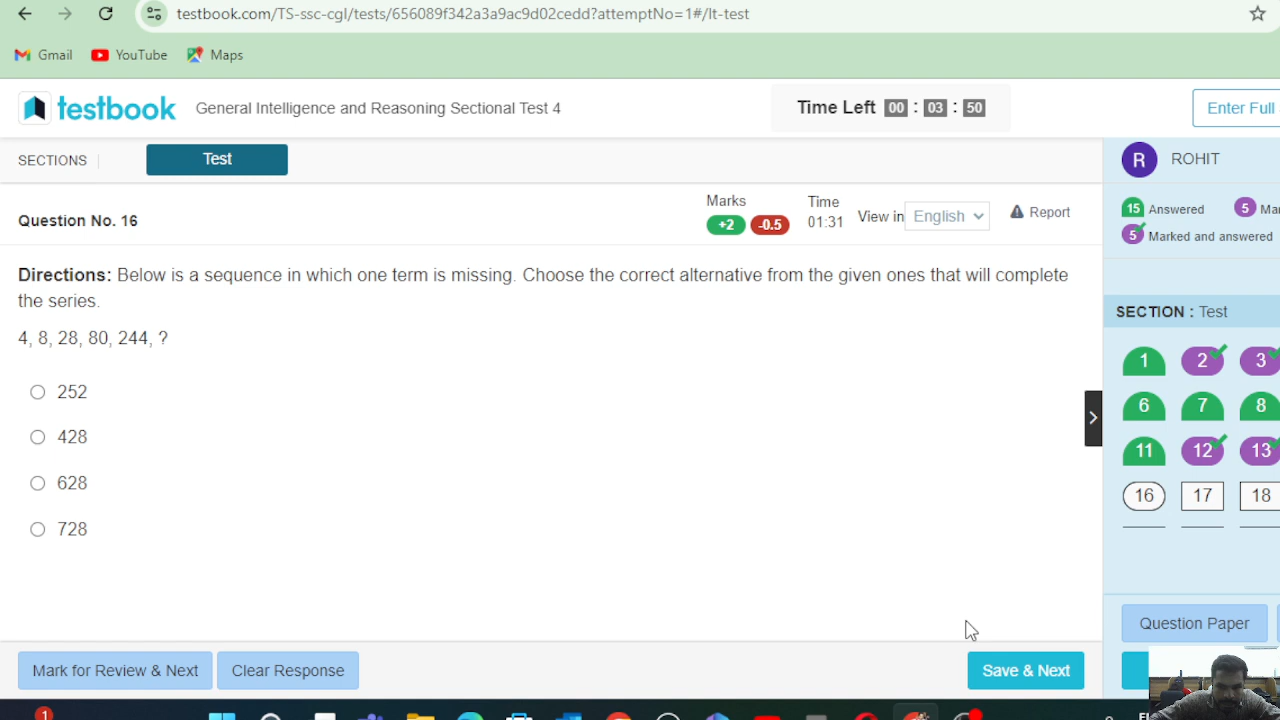 testbook.com/TS-ssc-cgl/tests/656089f342a3a9ac9d02cedd?attemptNo=1#/lt-test
Gmail YouTube Maps
testbook General Intelligence and Reasoning Sectional Test 4 Time Left 00 : 03 : 50 Enter Full
SECTIONS Test R ROHIT
Question No. 16 Marks +2 -0.5 Time 01:31 View in English Report
15 Answered 5 Mar
5 Marked and answered
Directions: Below is a sequence in which one term is missing. Choose the correct alternative from the given ones that will complete
the series.
4, 8, 28, 80, 244, ?
252
428
628
728
SECTION : Test
1 2 3
6 7 8
11 12 13
16 17 18
Question Paper
Mark for Review & Next Clear Response Save & Next
1